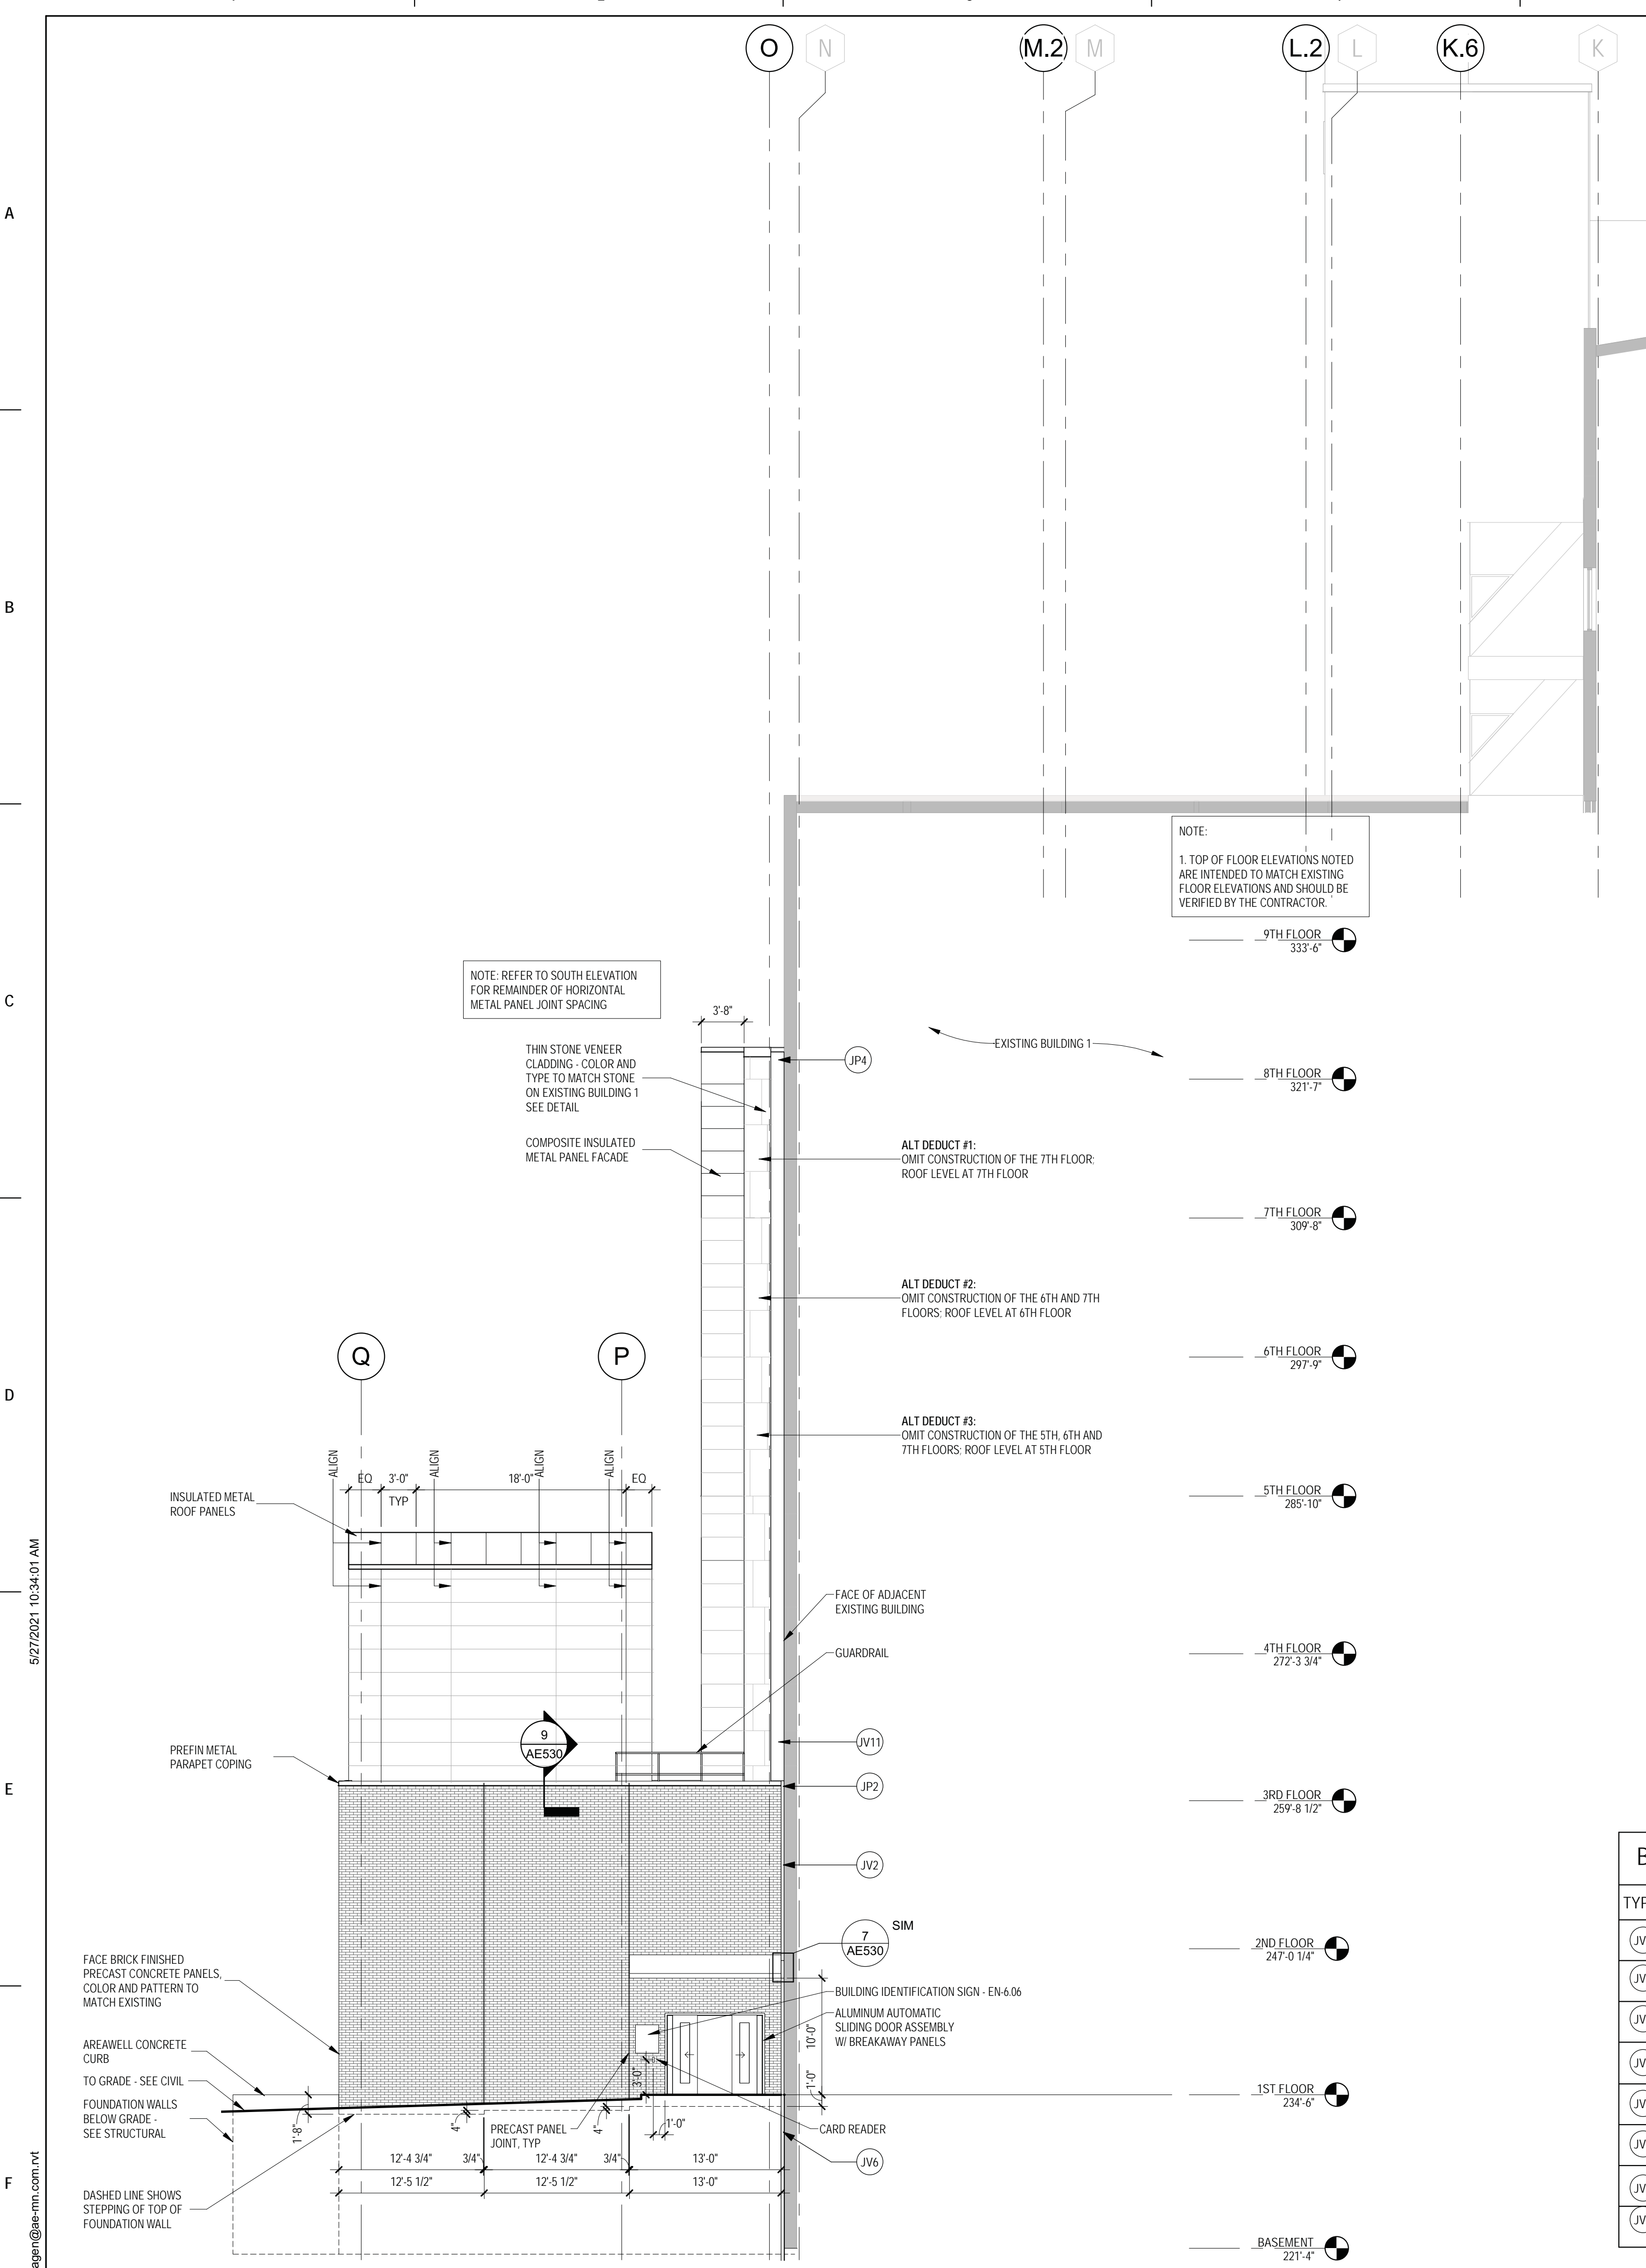 O
N
M.2
M
L.2
L
K.6
K
A
B
C
D
E
F
NOTE:
1. TOP OF FLOOR ELEVATIONS NOTED
ARE INTENDED TO MATCH EXISTING
FLOOR ELEVATIONS AND SHOULD BE
VERIFIED BY THE CONTRACTOR.
9TH FLOOR
333'-6"
NOTE: REFER TO SOUTH ELEVATION
FOR REMAINDER OF HORIZONTAL
METAL PANEL JOINT SPACING
3'-8"
THIN STONE VENEER
CLADDING - COLOR AND
TYPE TO MATCH STONE
ON EXISTING BUILDING 1
SEE DETAIL
JP4
EXISTING BUILDING 1
8TH FLOOR
321'-7"
COMPOSITE INSULATED
METAL PANEL FACADE
ALT DEDUCT #1:
OMIT CONSTRUCTION OF THE 7TH FLOOR;
ROOF LEVEL AT 7TH FLOOR
7TH FLOOR
309'-8"
ALT DEDUCT #2:
OMIT CONSTRUCTION OF THE 6TH AND 7TH
FLOORS; ROOF LEVEL AT 6TH FLOOR
Q
P
6TH FLOOR
297'-9"
ALT DEDUCT #3:
OMIT CONSTRUCTION OF THE 5TH, 6TH AND
7TH FLOORS; ROOF LEVEL AT 5TH FLOOR
ALIGN
ALIGN
ALIGN
ALIGN
EQ
3'-0"
TYP
18'-0"
EQ
INSULATED METAL
ROOF PANELS
5TH FLOOR
285'-10"
5/27/2021 10:34:01 AM
FACE OF ADJACENT
EXISTING BUILDING
GUARDRAIL
4TH FLOOR
272'-3 3/4"
9
AE530
JV11
PREFIN METAL
PARAPET COPING
JP2
3RD FLOOR
259'-8 1/2"
JV2
7
AE530
SIM
2ND FLOOR
247'-0 1/4"
FACE BRICK FINISHED
PRECAST CONCRETE PANELS,
COLOR AND PATTERN TO
MATCH EXISTING
BUILDING IDENTIFICATION SIGN - EN-6.06
ALUMINUM AUTOMATIC
SLIDING DOOR ASSEMBLY
W/ BREAKAWAY PANELS
10'-0"
AREAWELL CONCRETE
CURB
TO GRADE - SEE CIVIL
FOUNDATION WALLS
BELOW GRADE -
SEE STRUCTURAL
3'-0"
1'-0"
1ST FLOOR
234'-6"
1'-8"
4"
PRECAST PANEL
JOINT, TYP
4"
1'-0"
CARD READER
12'-4 3/4"
3/4"
12'-4 3/4"
3/4"
13'-0"
JV6
12'-5 1/2"
12'-5 1/2"
13'-0"
DASHED LINE SHOWS
STEPPING OF TOP OF
FOUNDATION WALL
agen@ae-mn.com.rvt
BASEMENT
221'-4"
B
TYP
JV
JV
JV
JV
JV
JV
JV
JV